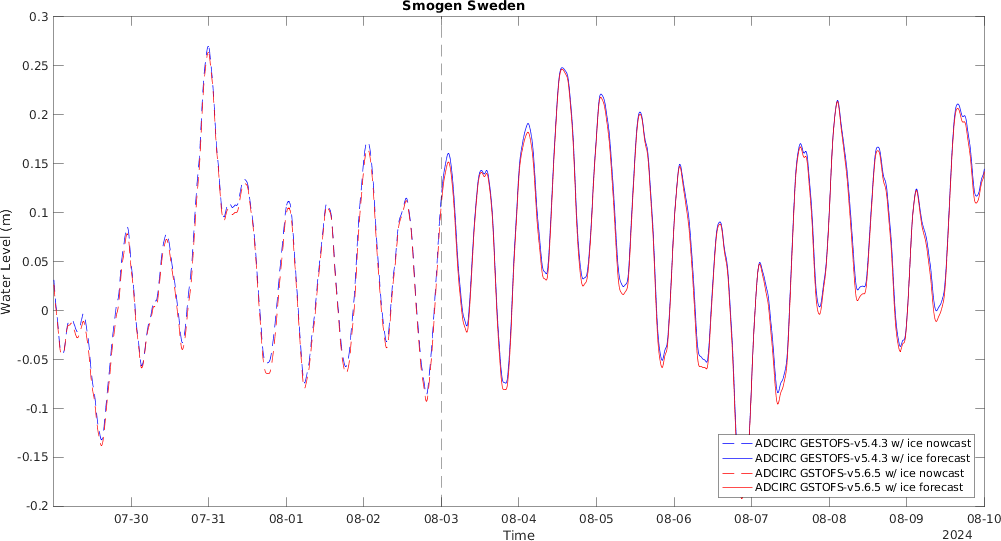 Smogen Sweden
0.3
0.25
0.2
0.15
0.1
0.05
0
-0.05
-0.1
-0.15
-0.2
Water Level (m)
ADCIRC GESTOFS-v5.4.3 w/ ice nowcast
ADCIRC GESTOFS-v5.4.3 w/ ice forecast
ADCIRC GSTOFS-v5.6.5 w/ ice nowcast
ADCIRC GSTOFS-v5.6.5 w/ ice forecast
07-30 07-31 08-01 08-02 08-03 08-04 08-05 08-06 08-07 08-08 08-09 08-10
Time
2024